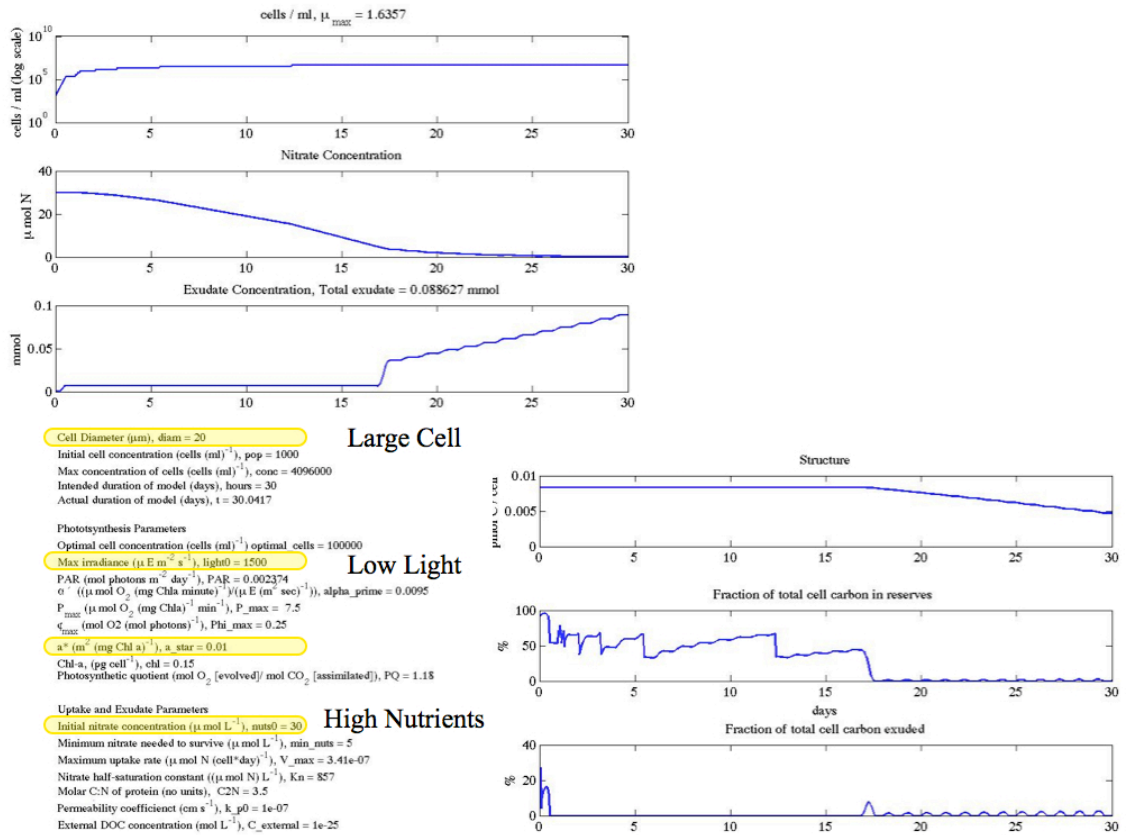 cells / ml, μ max = 1.6357
cells / ml (log scale)
10^10
10^5
10^0
0 5 10 15 20 25 30
Nitrate Concentration
μ mol N
40
20
0
0 5 10 15 20 25 30
Exudate Concentration, Total exudate = 0.088627 mmol
mmol
0.1
0.05
0
0 5 10 15 20 25 30
Cell Diameter (μm), diam = 20
Large Cell
Initial cell concentration (cells (ml)^-1), pop = 1000
Max concentration of cells (cells (ml)^-1), conc = 4096000
Intended duration of model (days), hours = 30
Actual duration of model (days), t = 30.0417
Phototsynthesis Parameters
Optimal cell concentration (cells (ml)^-1) optimal_cells = 100000
Max irradiance (μ E m^-2 s^-1), light0 = 1500
Low Light
PAR (mol photons m^-2 day^-1), PAR = 0.002374
((μ mol O_2 (mg Chla minute)^-1)/(μ E (m^2 sec)^-1)), alpha_prime = 0.0095
P_max (μ mol O_2 (mg Chla)^-1 min^-1), P_max = 7.5
(mol O2 (mol photons)^-1), Phi_max = 0.25
a* (m^2 (mg Chl a)^-1), a_star = 0.01
Chl-a, (pg cell^-1), chl = 0.15
Photosynthetic quotient (mol O_2 [evolved]/ mol CO_2 [assimilated]), PQ = 1.18
Uptake and Exudate Parameters
Initial nitrate concentration (μ mol L^-1), nuts0 = 30
High Nutrients
Minimum nitrate needed to survive (μ mol L^-1), min_nuts = 5
Maximum uptake rate (μ mol N (cell*day)^-1), V_max = 3.41e-07
Nitrate half-saturation constant ((μ mol N) L^-1), Kn = 857
Molar C:N of protein (no units), C2N = 3.5
Permeability coefficienct (cm s^-1), k_p0 = 1e-07
External DOC concentration (mol L^-1), C_external = 1e-25
Structure
C / cell
0.01
0.005
0
0 5 10 15 20 25 30
Fraction of total cell carbon in reserves
%
100
50
0
0 5 10 15 20 25 30
days
Fraction of total cell carbon exuded
%
40
20
0
0 5 10 15 20 25 30